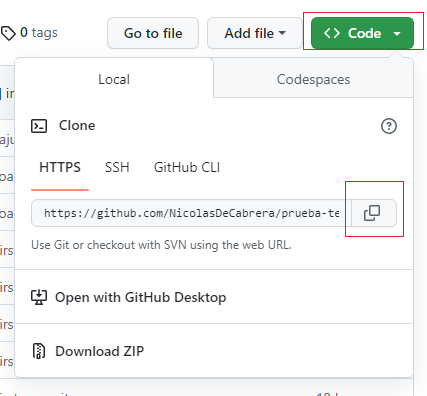 0 tags
Go to file
Add file
Code
Local
Codespaces
Clone
HTTPS
SSH
GitHub CLI
https://github.com/NicolasDeCabrera/prueba-te
Use Git or checkout with SVN using the web URL.
Open with GitHub Desktop
Download ZIP